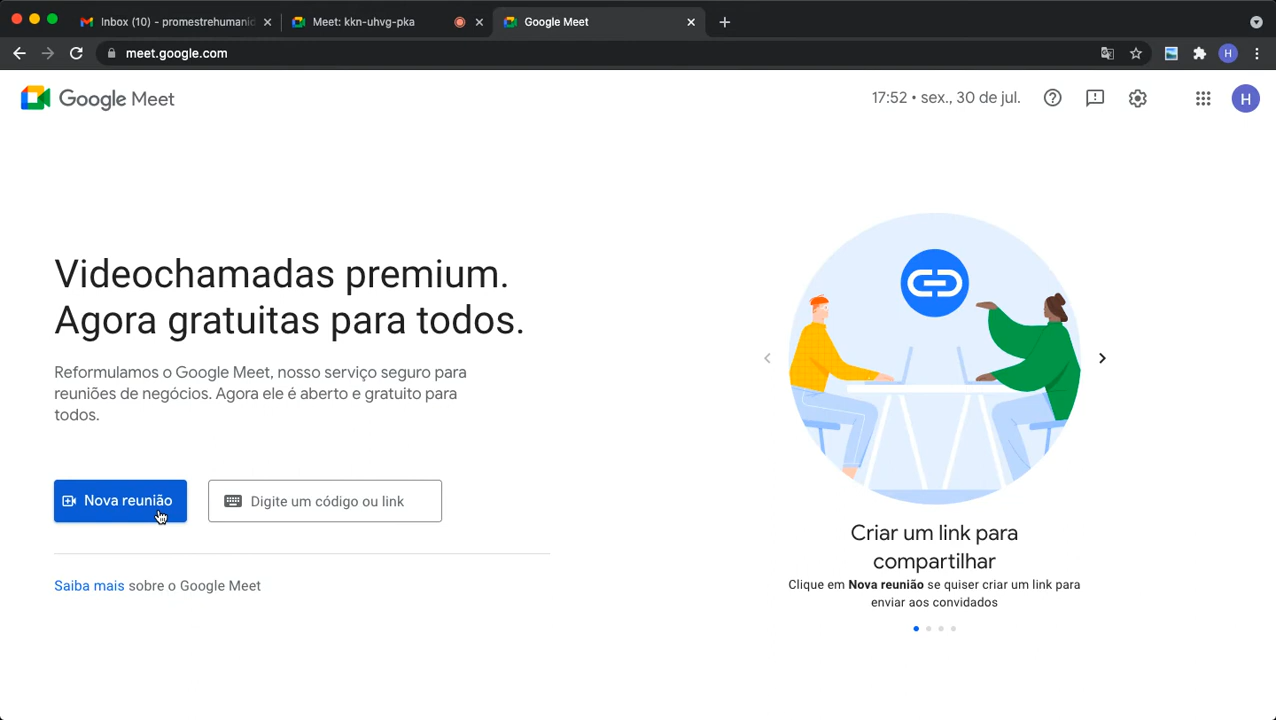 Inbox (10) - promestrehumani
Meet: kkn-uhvg-pka
Google Meet
meet.google.com
H
Google Meet
17:52 • sex., 30 de jul.
H
Videochamadas premium.
Agora gratuitas para todos.
Reformulamos o Google Meet, nosso serviço seguro para
reuniões de negócios. Agora ele é aberto e gratuito para
todos.
Nova reunião
Digite um código ou link
Saiba mais sobre o Google Meet
Criar um link para
compartilhar
Clique em Nova reunião se quiser criar um link para
enviar aos convidados